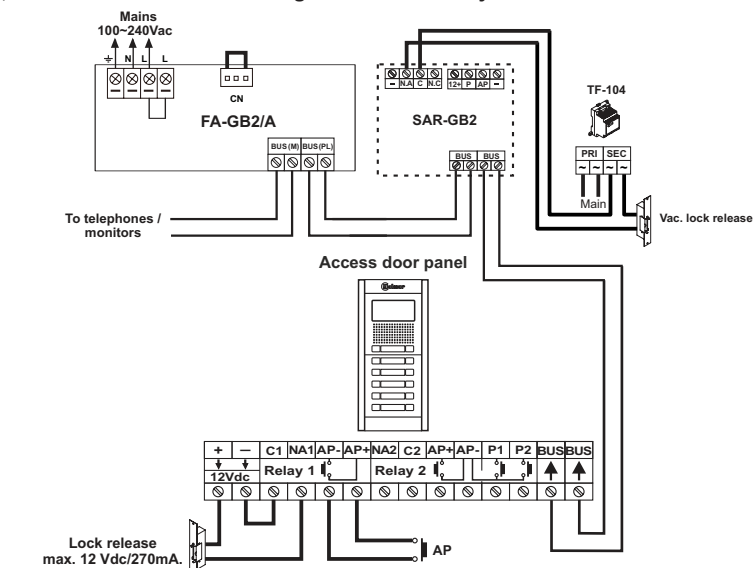 Mains
100~240Vac
N L L
CN
FA-GB2/A
BUS(M) BUS(PL)
To telephones /
monitors
N.A C N.C 12+ P AP
SAR-GB2
BUS BUS
TF-104
PRI SEC
~ ~ ~ ~
Main
Vac. lock release
Access door panel
Golmar
+ — C1 NA1 AP- AP+ NA2 C2 AP+ AP- P1 P2 BUS BUS
12Vdc Relay 1 Relay 2
Lock release
max. 12 Vdc/270mA.
AP